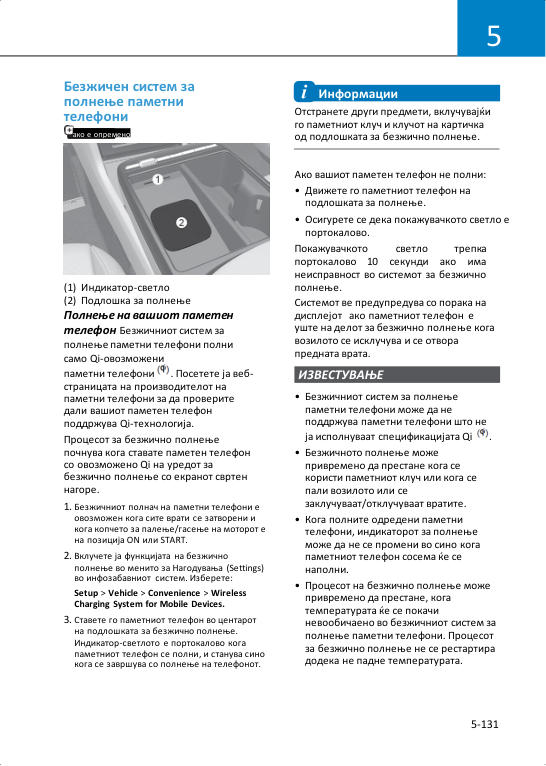 5
Безжичен систем за
полнење паметни
телефони
ако е опремено
1
2
(1) Индикатор-светло
(2) Подлошка за полнење
Полнење на вашиот паметен
телефон Безжичниот систем за
полнење паметни телефони полни
само Qi-овозможени
паметни телефони. Посетете ја веб-
страницата на производителот на
паметни телефони за да проверите
дали вашиот паметен телефон
поддржува Qi-технологија.
Процесот за безжично полнење
почнува кога ставате паметен телефон
со овозможено Qi на уредот за
безжично полнење со екранот свртен
нагоре.
1. Безжичниот полнач на паметни телефони е
овозможен кога сите врати се затворени и
кога копчето за палење/гасење на моторот е
на позиција ON или START.
2. Вклучете ја функцијата на безжично
полнење во менито за Нагодувања (Settings)
во инфозабавниот систем. Изберете:
Setup > Vehicle > Convenience > Wireless
Charging System for Mobile Devices.
3. Ставете го паметниот телефон во центарот
на подлошката за безжично полнење.
Индикатор-светлото е портокалово кога
паметниот телефон се полни, и станува сино
кога се завршува со полнење на телефонот.
i Информации
Отстранете други предмети, вклучувајќи
го паметниот клуч и клучот на картичка
од подлошката за безжично полнење.
Ако вашиот паметен телефон не полни:
• Движете го паметниот телефон на
подлошката за полнење.
• Осигурете се дека покажувачкото светло е
портокалово.
Покажувачкото светло трепка
портокалово 10 секунди ако има
неисправност во системот за безжично
полнење.
Системот ве предупредува со порака на
дисплејот ако паметниот телефон е
уште на делот за безжично полнење кога
возилото се исклучува и се отвора
предната врата.
ИЗВЕСТУВАЊЕ
• Безжичниот систем за полнење
паметни телефони може да не
поддржува паметни телефони што не
ја исполнуваат спецификацијата Qi.
• Безжичното полнење може
привремено да престане кога се
користи паметниот клуч или кога се
пали возилото или се
заклучуваат/отклучуваат вратите.
• Кога полните одредени паметни
телефони, индикаторот за полнење
може да не се промени во сино кога
паметниот телефон сосема ќе се
наполни.
• Процесот на безжично полнење може
привремено да престане, кога
температурата ќе се покачи
невообичаено во безжичниот систем за
полнење паметни телефони. Процесот
за безжично полнење не се рестартира
додека не падне температурата.
5-131